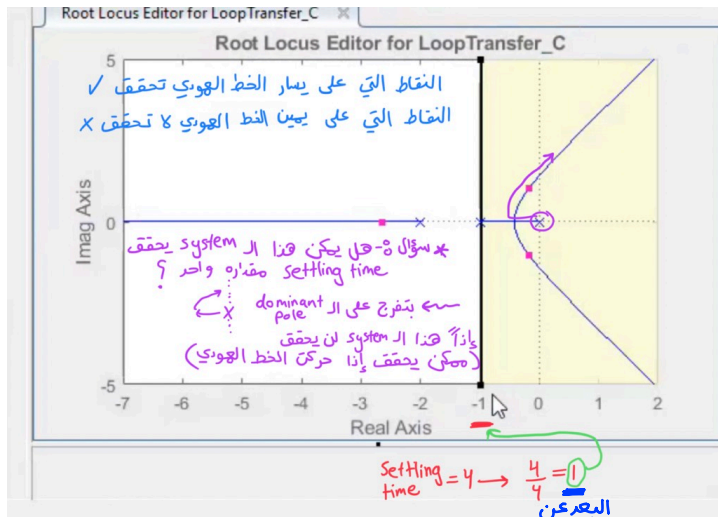 Root Locus Editor for LoopTransfer_C
Root Locus Editor for LoopTransfer_C
5
النقاط التي على يسار الخط العمودي تحقق ✓
النقاط التي على يمين الخط العمودي لا تحقق ×
Imag Axis
0
* سؤال :- هل يمكن هذا الـ system يحقق
settling time مقداره واحد ؟
بتفرج على الـ dominant pole
إذاً هذا الـ system لن يحقق
(ممكن يحقق إذا حركت الخط العمودي)
-5
-7 -6 -5 -4 -3 -2 -1 0 1 2
Real Axis
Settling time = 4 → 4/4 = 1
البعد عن